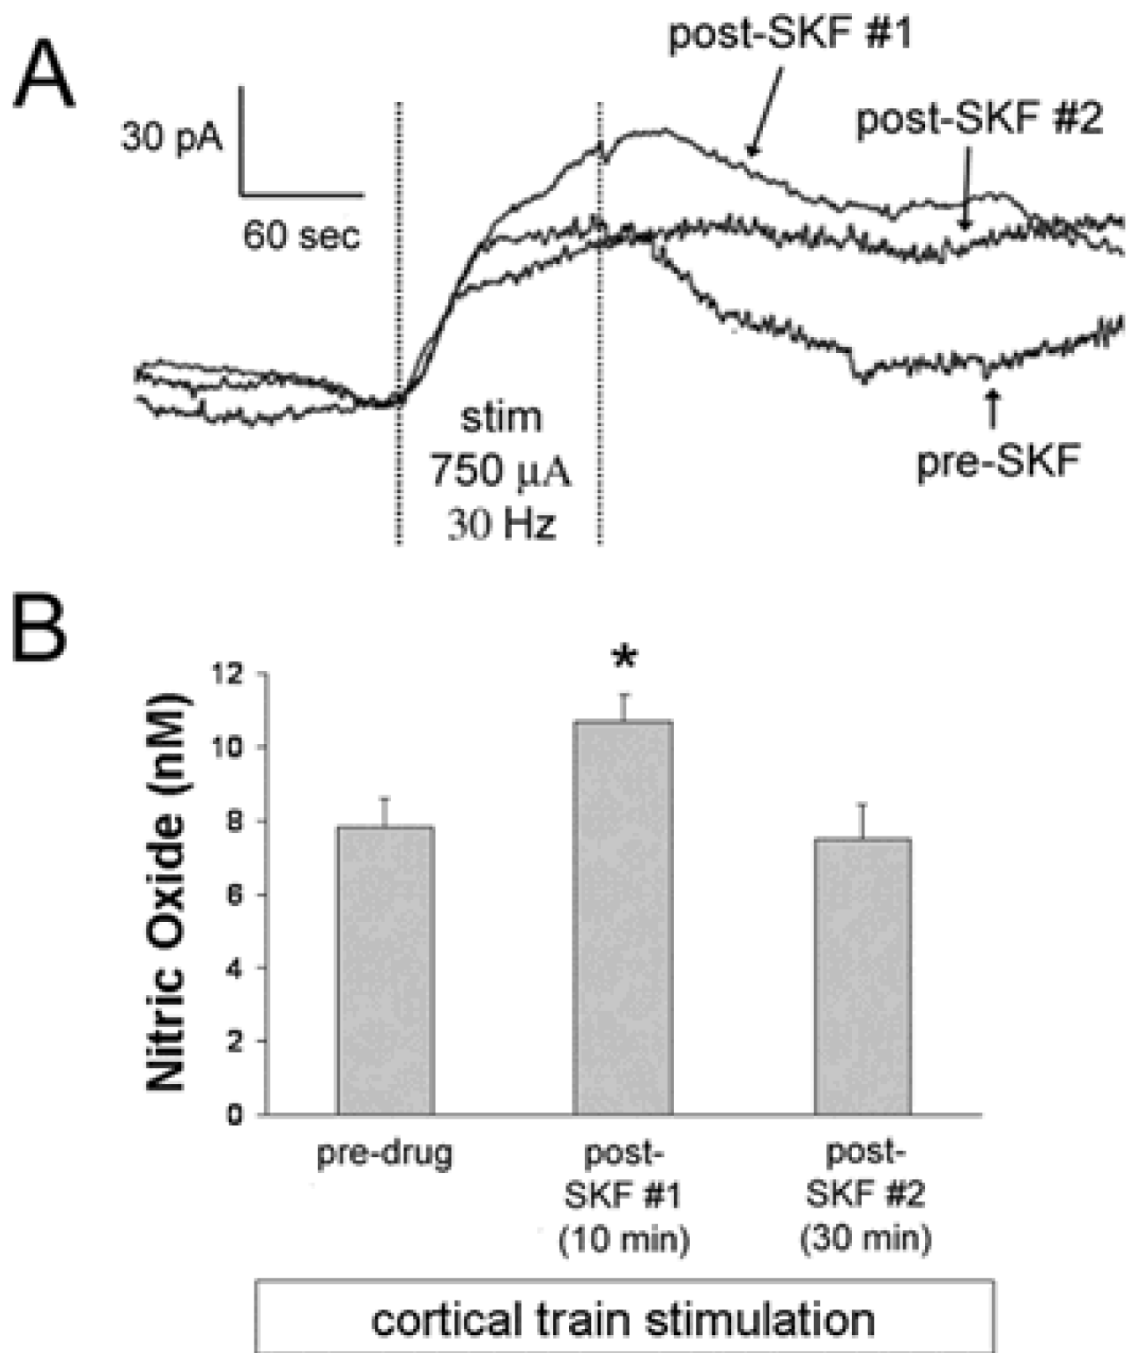 A
post-SKF #1
post-SKF #2
30 pA
60 sec
stim
750 μA
30 Hz
pre-SKF
B
*
Nitric Oxide (nM)
12
10
8
6
4
2
0
pre-drug
post-
SKF #1
(10 min)
post-
SKF #2
(30 min)
cortical train stimulation